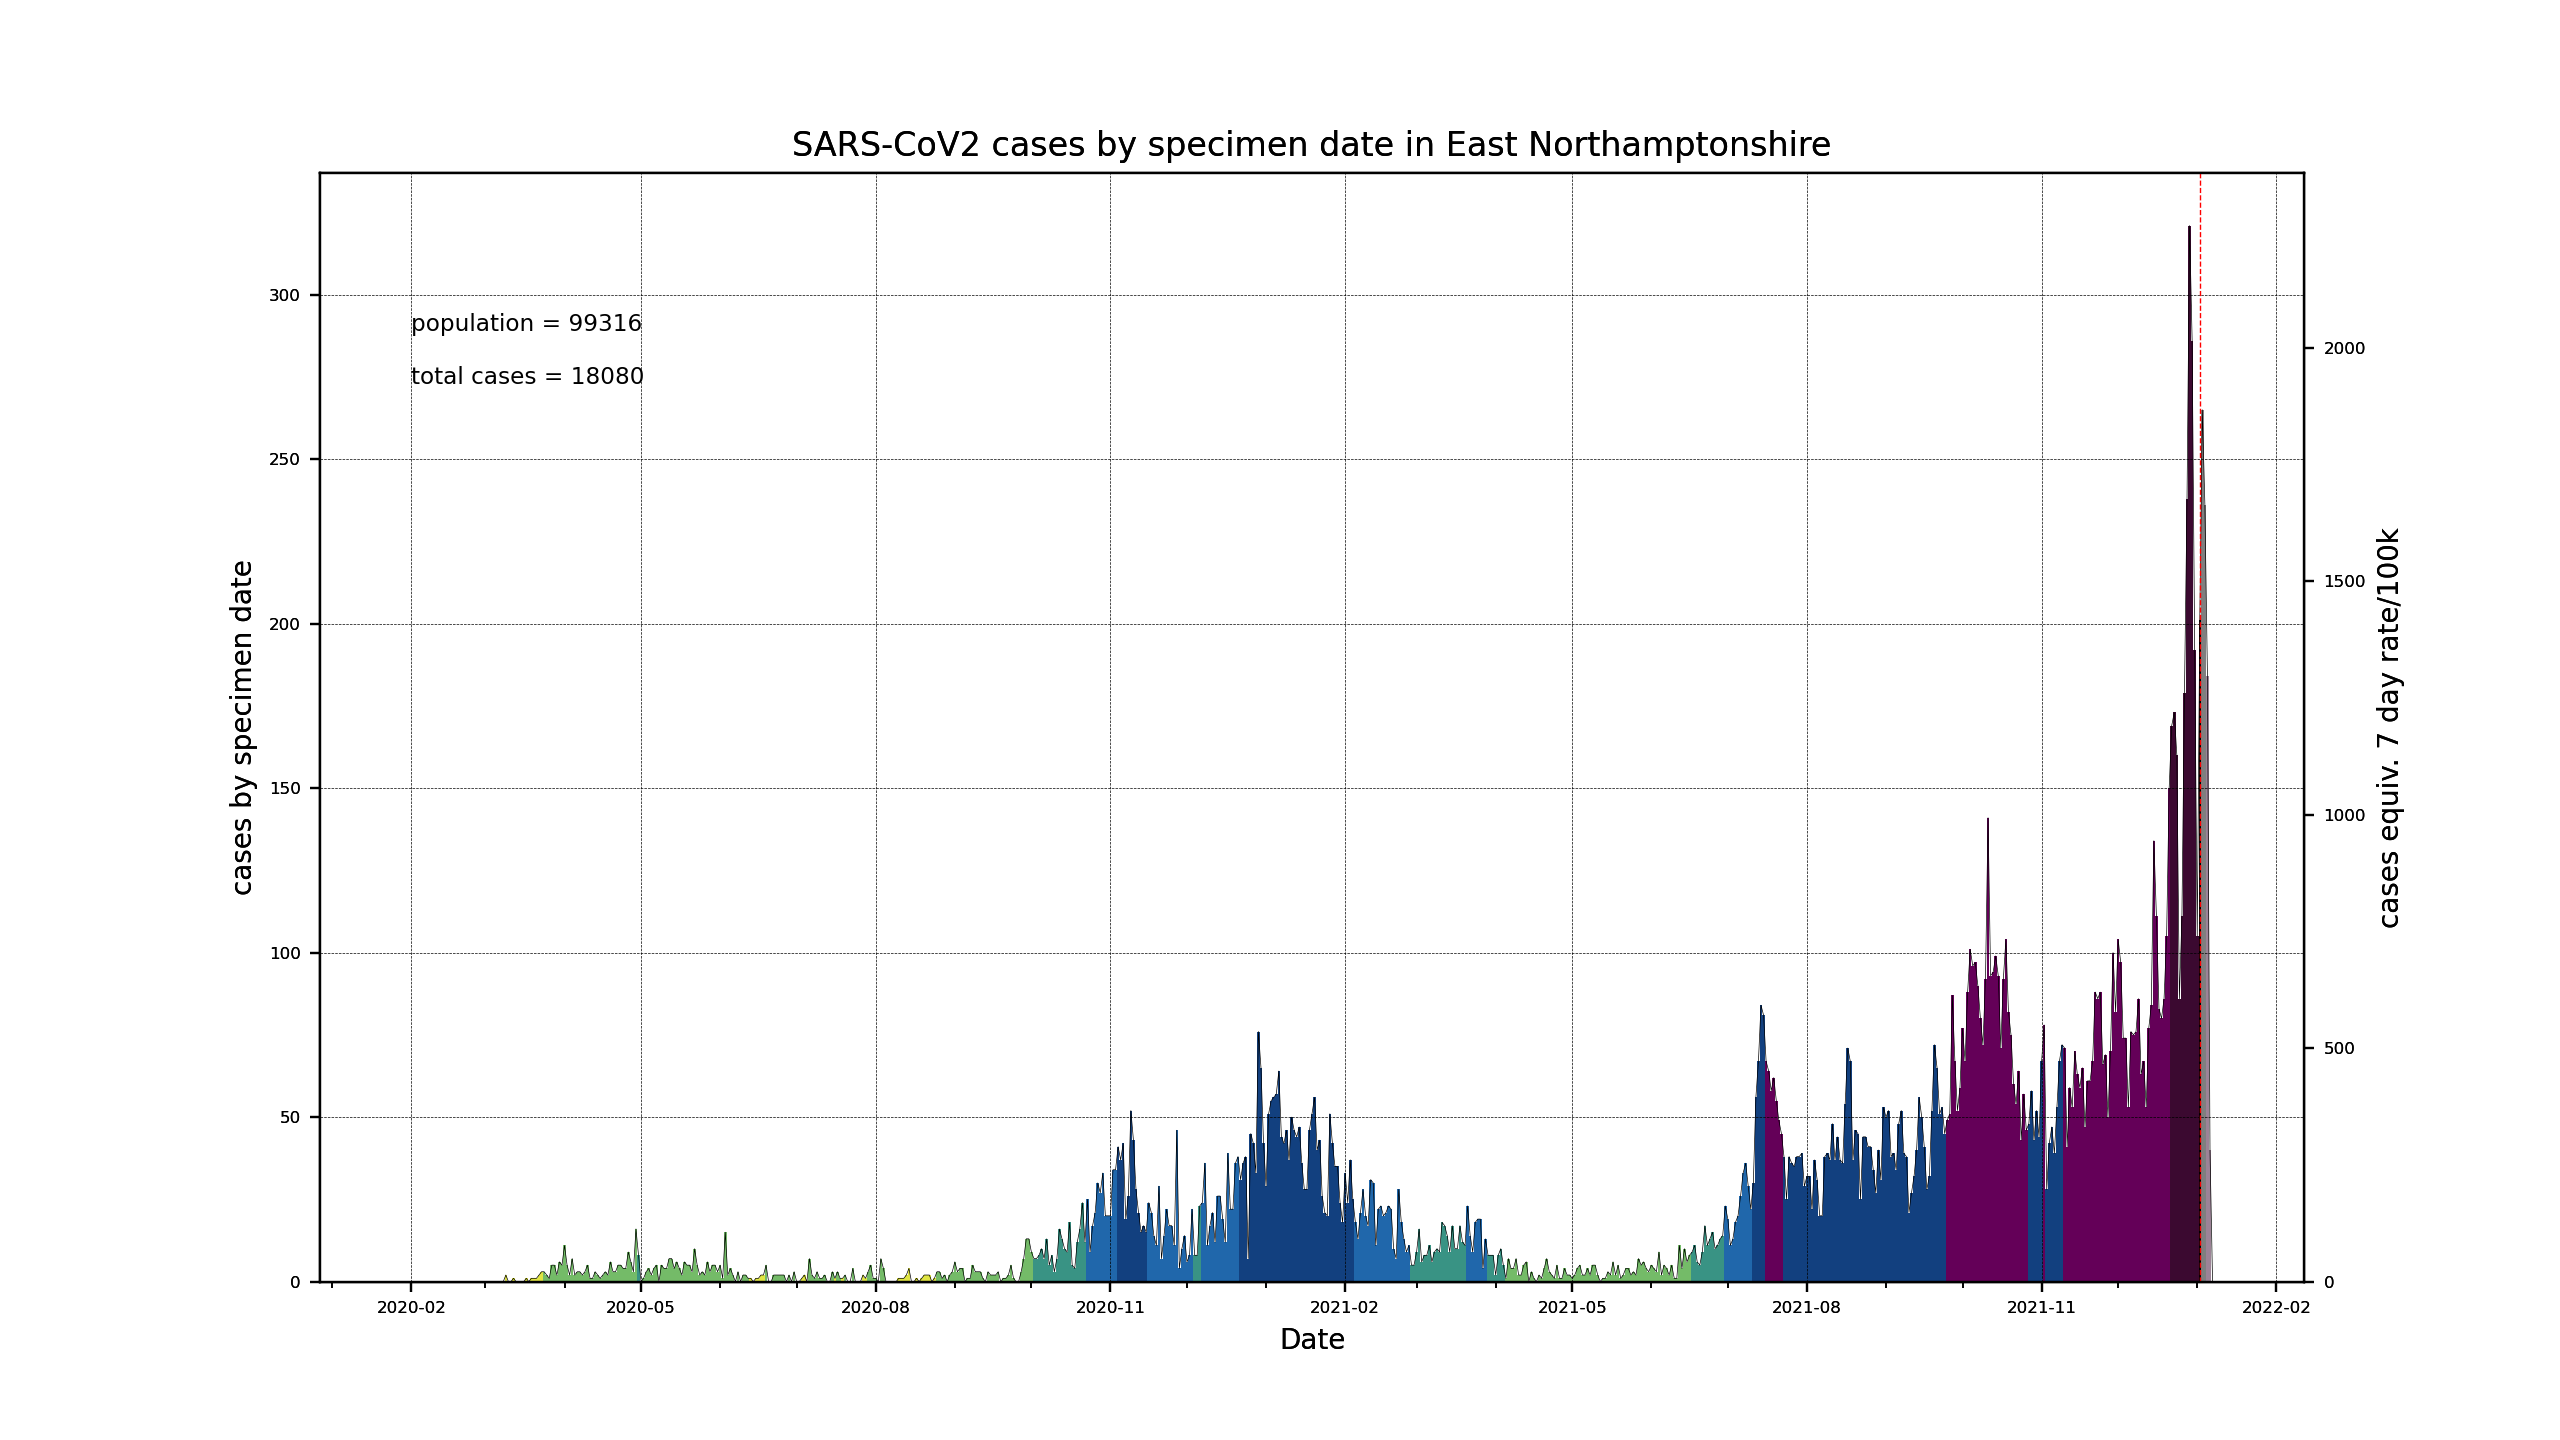 SARS-CoV2 cases by specimen date in East Northamptonshire
population = 99316
total cases = 18080
cases by specimen date
300
250
200
150
100
50
0
2000
1500
1000
500
0
cases equiv. 7 day rate/100k
2020-02 2020-05 2020-08 2020-11 2021-02 2021-05 2021-08 2021-11 2022-02
Date